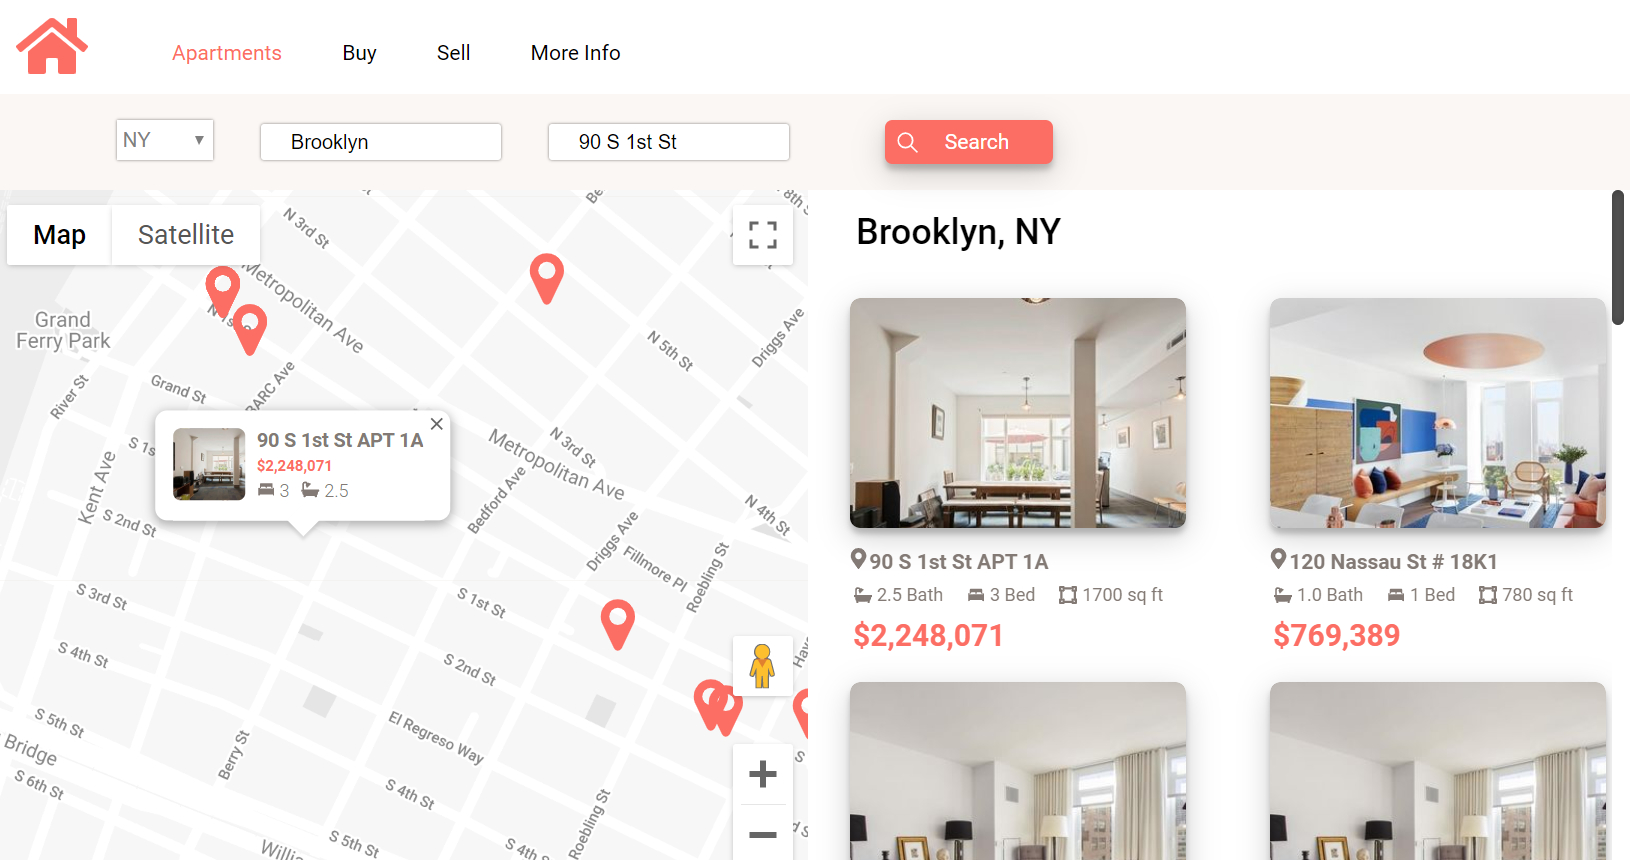 Apartments
Buy
Sell
More Info
NY
Brooklyn
90 S 1st St
Search
Map
Satellite
Brooklyn, NY
N 3rd St
Metropolitan Ave
Grand
Ferry Park
N 5th St
Driggs Ave
River St
Grand St
BARC Ave
90 S 1st St APT 1A
$2,248,071
3 2.5
Kent Ave
S 2nd St
Metropolitan Ave
N 3rd St
Bedford Ave
N 4th St
Driggs Ave
Fillmore Pl
Roebling St
S 3rd St
S 1st St
S 4th St
S 2nd St
S 5th St
El Regreso Way
Bridge
Berry St
S 6th St
S 4th St
Roebling St
S 5th St
90 S 1st St APT 1A
2.5 Bath 3 Bed 1700 sq ft
$2,248,071
120 Nassau St # 18K1
1.0 Bath 1 Bed 780 sq ft
$769,389